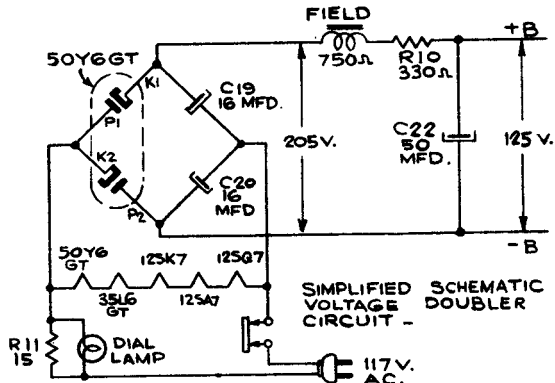 FIELD
750Ω
R10
330Ω
+B
50Y6GT
K1
P1
K2
P2
C19
16 MFD.
C20
16
MFD
205V.
C22
50
MFD.
125V.
-B
50Y6
GT
35L6
GT
12SK7
12SA7
12SQ7
SIMPLIFIED SCHEMATIC
VOLTAGE DOUBLER
CIRCUIT -
R11
15
DIAL
LAMP
117V.
AC.